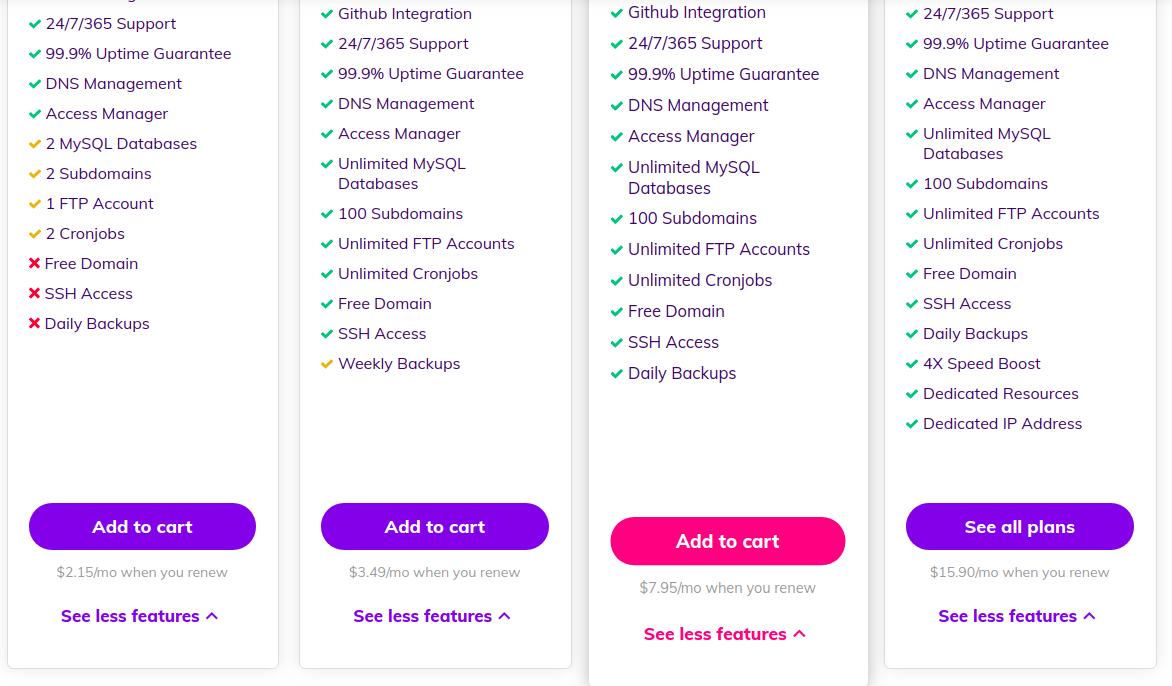 24/7/365 Support
99.9% Uptime Guarantee
DNS Management
Access Manager
2 MySQL Databases
2 Subdomains
1 FTP Account
2 Cronjobs
Free Domain
SSH Access
Daily Backups
Add to cart
$2.15/mo when you renew
See less features
Github Integration
24/7/365 Support
99.9% Uptime Guarantee
DNS Management
Access Manager
Unlimited MySQL
Databases
100 Subdomains
Unlimited FTP Accounts
Unlimited Cronjobs
Free Domain
SSH Access
Weekly Backups
Add to cart
$3.49/mo when you renew
See less features
Github Integration
24/7/365 Support
99.9% Uptime Guarantee
DNS Management
Access Manager
Unlimited MySQL
Databases
100 Subdomains
Unlimited FTP Accounts
Unlimited Cronjobs
Free Domain
SSH Access
Daily Backups
Add to cart
$7.95/mo when you renew
See less features
24/7/365 Support
99.9% Uptime Guarantee
DNS Management
Access Manager
Unlimited MySQL
Databases
100 Subdomains
Unlimited FTP Accounts
Unlimited Cronjobs
Free Domain
SSH Access
Daily Backups
4X Speed Boost
Dedicated Resources
Dedicated IP Address
See all plans
$15.90/mo when you renew
See less features